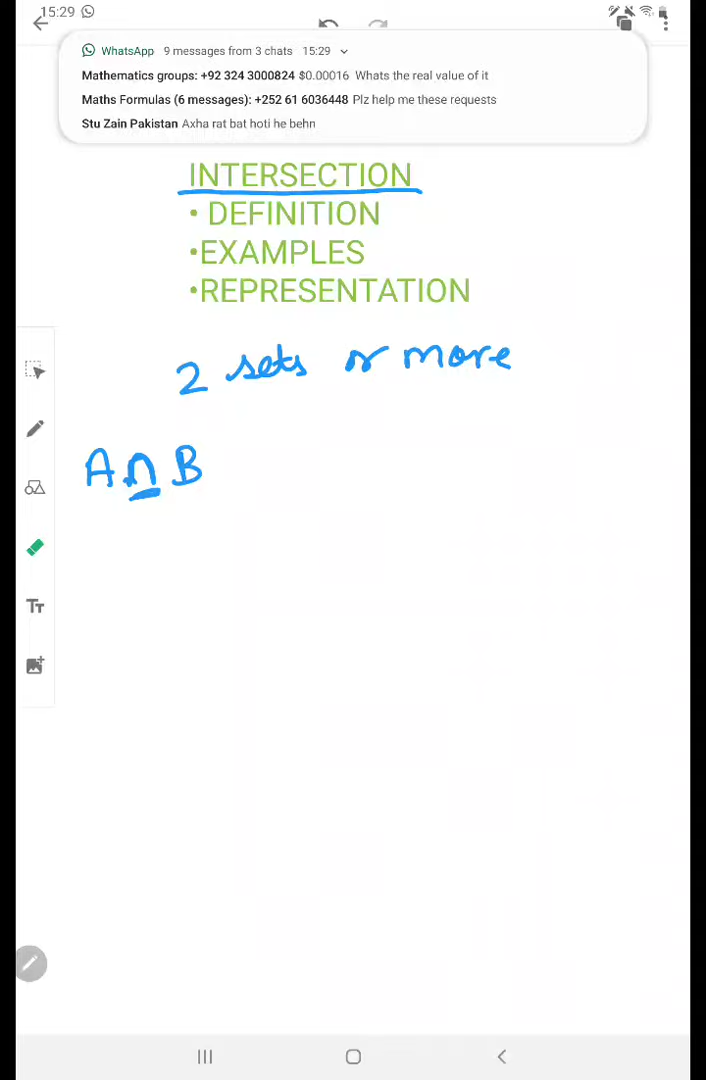 15:29
WhatsApp 9 messages from 3 chats 15:29
Mathematics groups: +92 324 3000824 $0.00016 Whats the real value of it
Maths Formulas (6 messages): +252 61 6036448 Plz help me these requests
Stu Zain Pakistan Axha rat bat hoti he behn
INTERSECTION
• DEFINITION
•EXAMPLES
•REPRESENTATION
2 sets or more
A∩B
Tт